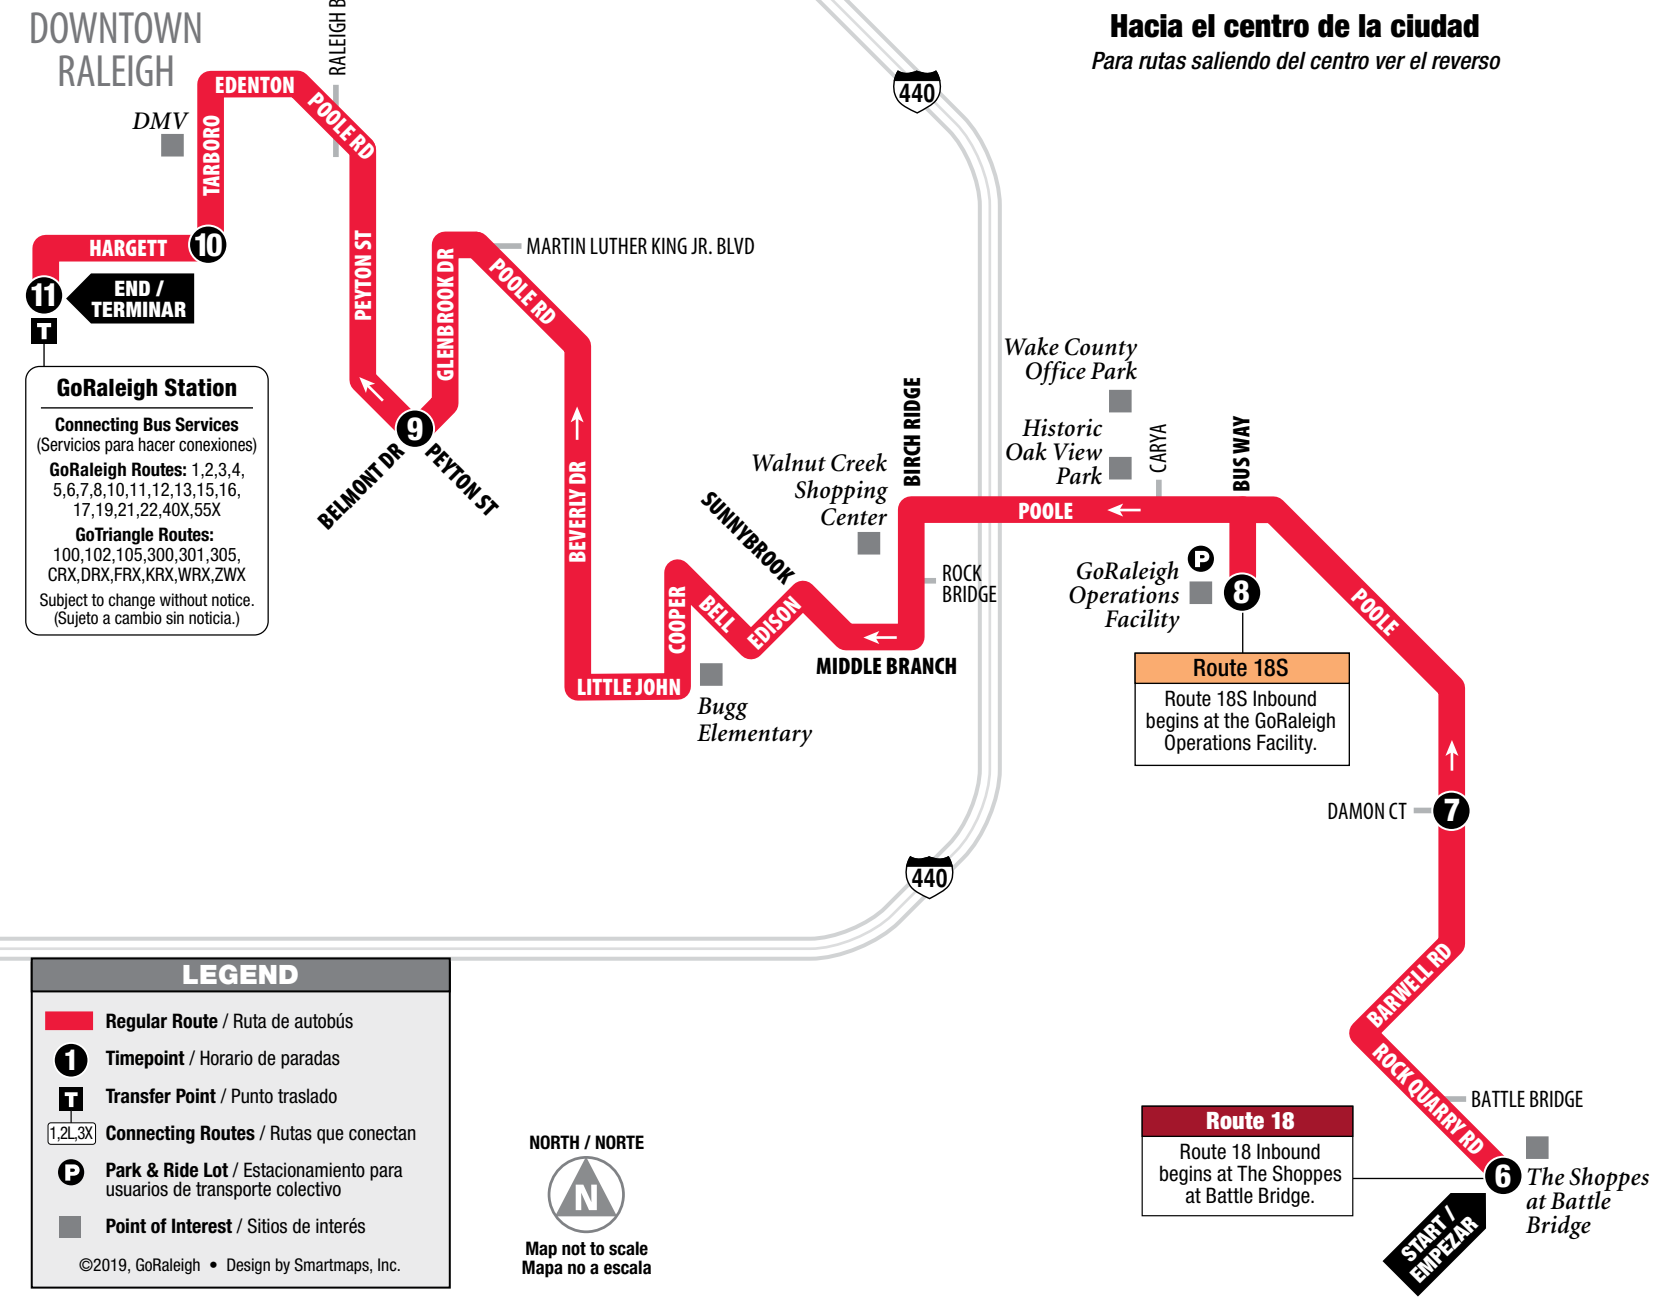 DOWNTOWN
RALEIGH
Hacia el centro de la ciudad
Para rutas saliendo del centro ver el reverso
RALEIGH B
EDENTON
POOLE RD
440
DMV
TARBORO
HARGETT
10
11
END /
TERMINAR
T
PEYTON ST
GLENBROOK DR
MARTIN LUTHER KING JR. BLVD
POOLE RD
GoRaleigh Station
Connecting Bus Services
(Servicios para hacer conexiones)
GoRaleigh Routes: 1,2,3,4,
5,6,7,8,10,11,12,13,15,16,
17,19,21,22,40X,55X
GoTriangle Routes:
100,102,105,300,301,305,
CRX,DRX,FRX,KRX,WRX,ZWX
Subject to change without notice.
(Sujeto a cambio sin noticia.)
9
BELMONT DR
PEYTON ST
BEVERLY DR
LITTLE JOHN
COOPER
BELL
EDISON
SUNNYBROOK
Bugg
Elementary
MIDDLE BRANCH
Walnut Creek
Shopping
Center
BIRCH RIDGE
ROCK
BRIDGE
Wake County
Office Park
Historic
Oak View
Park
CARYA
POOLE
BUS WAY
P
GoRaleigh
Operations
Facility
8
POOLE
Route 18S
Route 18S Inbound
begins at the GoRaleigh
Operations Facility.
DAMON CT
7
440
BARWELL RD
ROCK QUARRY RD
BATTLE BRIDGE
Route 18
Route 18 Inbound
begins at The Shoppes
at Battle Bridge.
6
The Shoppes
at Battle
Bridge
START /
EMPEZAR
LEGEND
Regular Route / Ruta de autobús
1 Timepoint / Horario de paradas
T Transfer Point / Punto traslado
1,2L,3X Connecting Routes / Rutas que conectan
P Park & Ride Lot / Estacionamiento para
usuarios de transporte colectivo
Point of Interest / Sitios de interés
©2019, GoRaleigh • Design by Smartmaps, Inc.
NORTH / NORTE
N
Map not to scale
Mapa no a escala